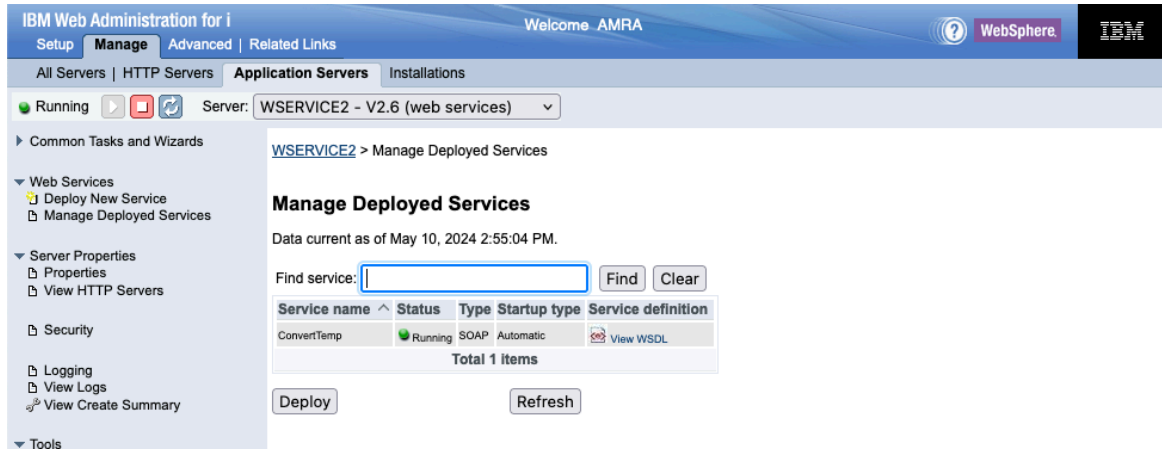 IBM Web Administration for i
Welcome AMRA
WebSphere.
IBM
Setup Manage Advanced | Related Links
All Servers | HTTP Servers Application Servers Installations
Running Server: WSERVICE2 - V2.6 (web services)
Common Tasks and Wizards
Web Services
Deploy New Service
Manage Deployed Services
Server Properties
Properties
View HTTP Servers
Security
Logging
View Logs
View Create Summary
Tools
WSERVICE2 > Manage Deployed Services
Manage Deployed Services
Data current as of May 10, 2024 2:55:04 PM.
Find service: Find Clear
Service name Status Type Startup type Service definition
ConvertTemp Running SOAP Automatic View WSDL
Total 1 items
Deploy Refresh